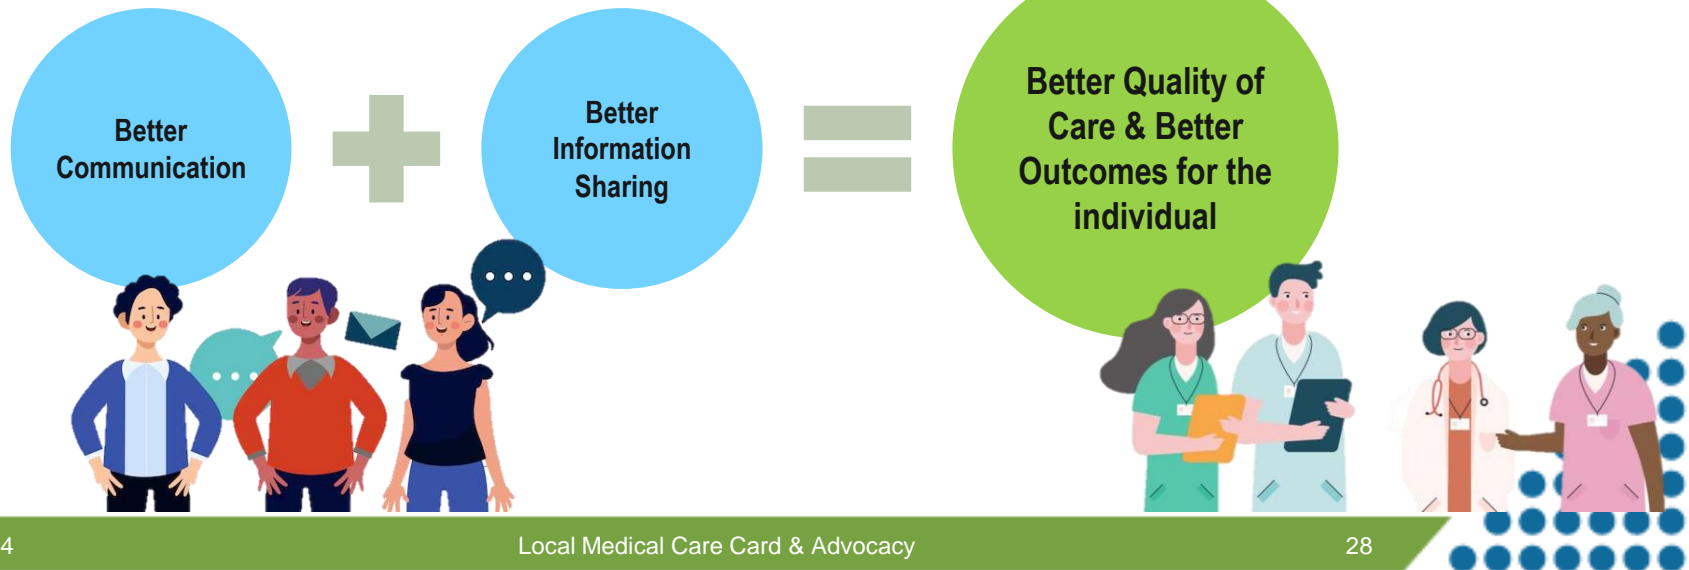 Better
Communication
Better
Information
Sharing
Better Quality of
Care & Better
Outcomes for the
individual
4
Local Medical Care Card & Advocacy
28